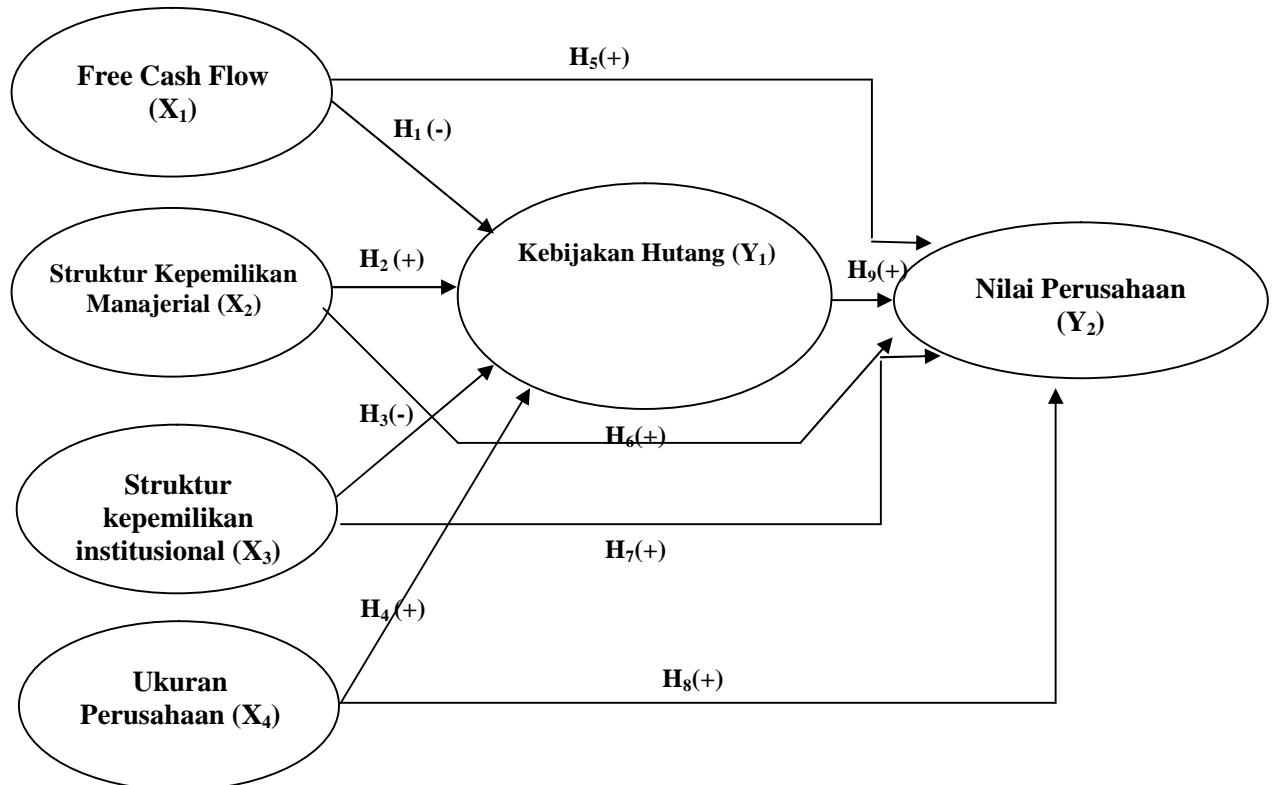 H₅(+)
Free Cash Flow
(X₁)
H₁ (-)
Struktur Kepemilikan
Manajerial (X₂)
H₂ (+)
Kebijakan Hutang (Y₁)
H₉(+)
Nilai Perusahaan
(Y₂)
H₃(-)
H₆(+)
Struktur
kepemilikan
institusional (X₃)
H₇(+)
H₄ (+)
Ukuran
Perusahaan (X₄)
H₈(+)